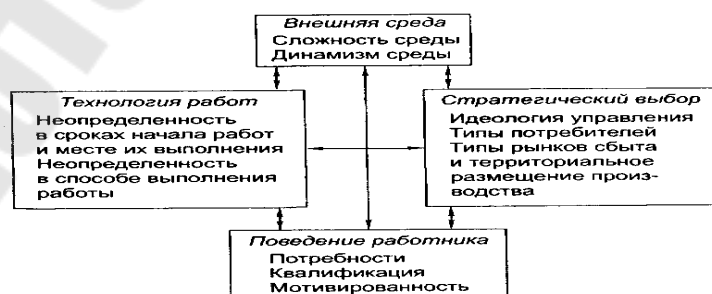 Внешняя среда
Сложность среды
Динамизм среды
Технология работ
Неопределенность
в сроках начала работ
и месте их выполнения
Неопределенность
в способе выполнения
работы
Стратегический выбор
Идеология управления
Типы потребителей
Типы рынков сбыта
и территориальное
размещение произ-
водства
Поведение работника
Потребности
Квалификация
Мотивированность